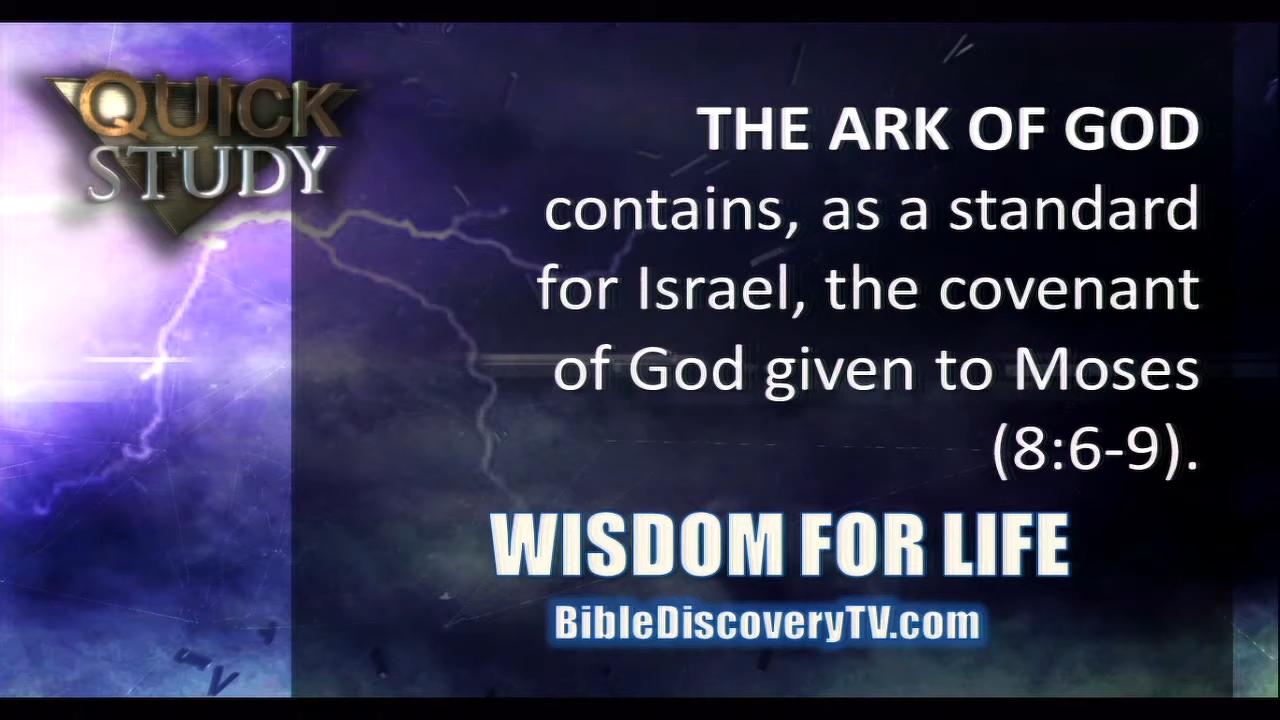 QUICK
STUDY
THE ARK OF GOD
contains, as a standard
for Israel, the covenant
of God given to Moses
(8:6-9).
WISDOM FOR LIFE
BibleDiscoveryTV.com